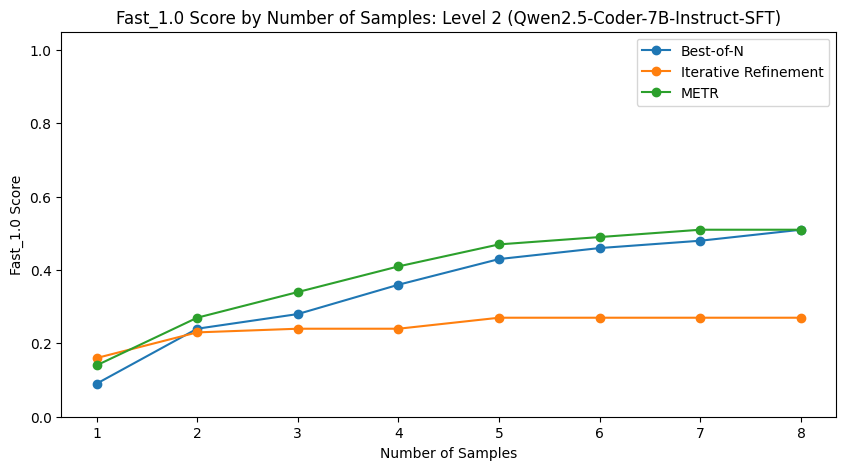 Fast_1.0 Score by Number of Samples: Level 2 (Qwen2.5-Coder-7B-Instruct-SFT)
Best-of-N
Iterative Refinement
METR
1.0
0.8
0.6
0.4
0.2
0.0
Fast_1.0 Score
1 2 3 4 5 6 7 8
Number of Samples